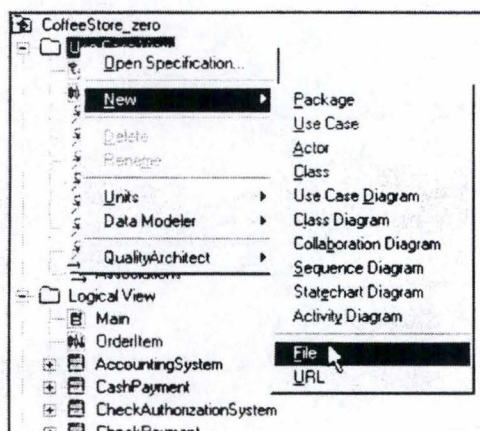 CoffeeStore_zero
Open Specification...
New
Delete
Rename
Units
Data Modeler
QualityArchitect
Associations
Package
Use Case
Actor
Class
Use Case Diagram
Class Diagram
Collaboration Diagram
Sequence Diagram
Statechart Diagram
Activity Diagram
File
URL
Logical View
Main
OrderItem
AccountingSystem
CashPayment
CheckAuthorizationSystem
CheckPayment